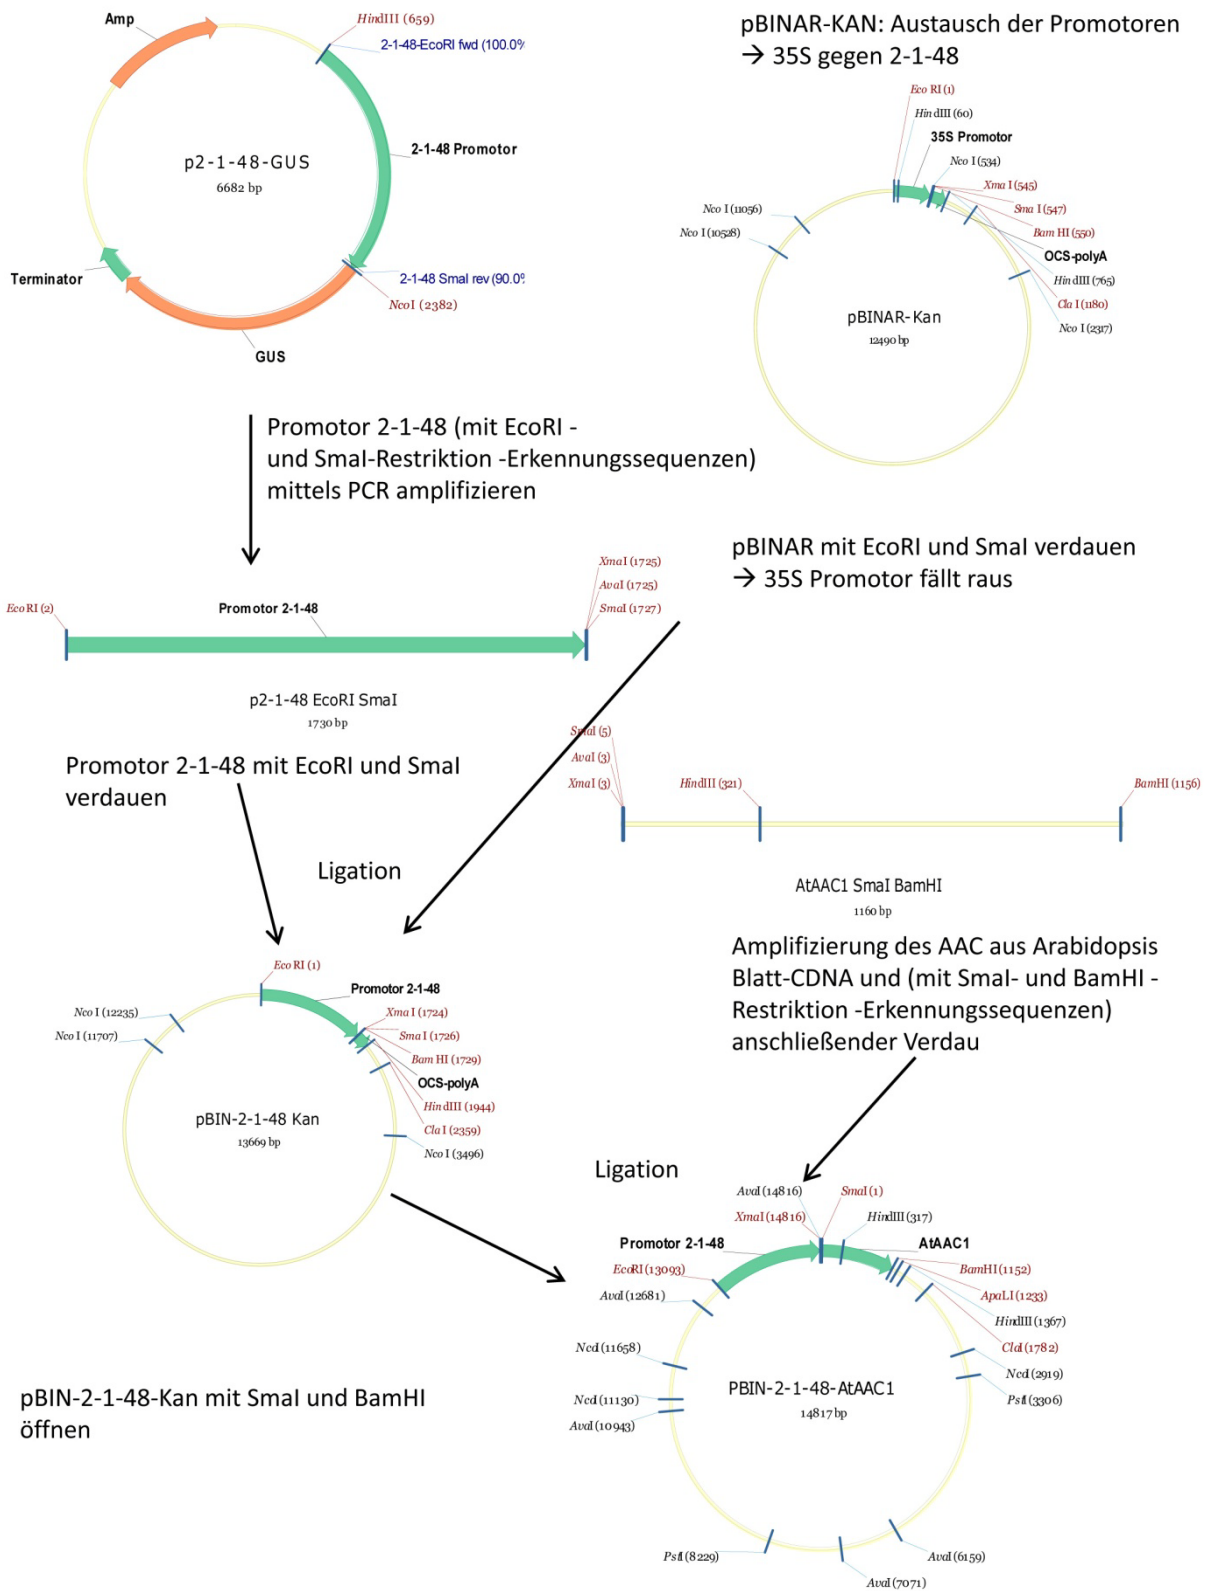 Amp
HindIII (659)
2-1-48-EcoRI fwd (100.0%
2-1-48 Promotor
p2-1-48-GUS
6682 bp
2-1-48 SmaI rev (90.0%
NcoI (2382)
Terminator
GUS
pBINAR-KAN: Austausch der Promotoren
→ 35S gegen 2-1-48
Eco RI (1)
Hin dIII (60)
35S Promotor
Nco I (534)
Xma I (545)
Sma I (547)
Bam HI (550)
OCS-polyA
Hin dIII (765)
Cla I (1180)
Nco I (2317)
Nco I (11056)
Nco I (10528)
pBINAR-Kan
12490 bp
Promotor 2-1-48 (mit EcoRI -
und SmaI-Restriktion -Erkennungssequenzen)
mittels PCR amplifizieren
pBINAR mit EcoRI und SmaI verdauen
→ 35S Promotor fällt raus
EcoRI (2)
Promotor 2-1-48
XmaI (1725)
AvaI (1725)
SmaI (1727)
p2-1-48 EcoRI SmaI
1730 bp
Promotor 2-1-48 mit EcoRI und SmaI
verdauen
SmaI (5)
AvaI (3)
XmaI (3)
HindIII (321)
BamHI (1156)
AtAAC1 SmaI BamHI
1160 bp
Ligation
Amplifizierung des AAC aus Arabidopsis
Blatt-CDNA und (mit SmaI- und BamHI -
Restriktion -Erkennungssequenzen)
anschließender Verdau
Eco RI (1)
Promotor 2-1-48
Xma I (1724)
Sma I (1726)
Bam HI (1729)
OCS-polyA
Hin dIII (1944)
Cla I (2359)
Nco I (3496)
Nco I (12235)
Nco I (11707)
pBIN-2-1-48 Kan
13669 bp
Ligation
AvaI (14816)
SmaI (1)
XmaI (14816)
HindIII (317)
Promotor 2-1-48
AtAAC1
EcoRI (13093)
BamHI (1152)
AvaI (12681)
ApaLI (1233)
HindIII (1367)
NcoI (11658)
ClaI (1782)
NcoI (2919)
PstI (3306)
NcoI (11130)
AvaI (10943)
PBIN-2-1-48-AtAAC1
14817 bp
PstI (8229)
AvaI (6159)
AvaI (7071)
pBIN-2-1-48-Kan mit SmaI und BamHI
öffnen